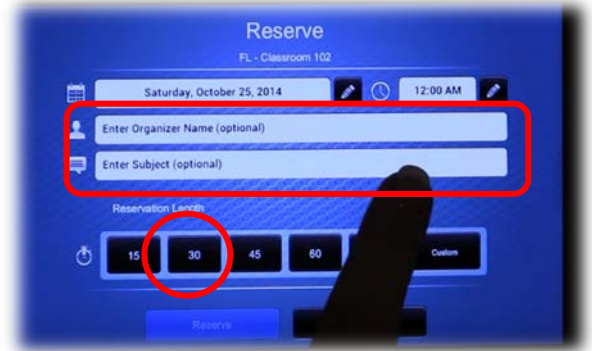 Reserve
FL - Classroom 102
Saturday, October 25, 2014 12:00 AM
Enter Organizer Name (optional)
Enter Subject (optional)
Reservation Length
15 30 45 60 Custom
Reserve